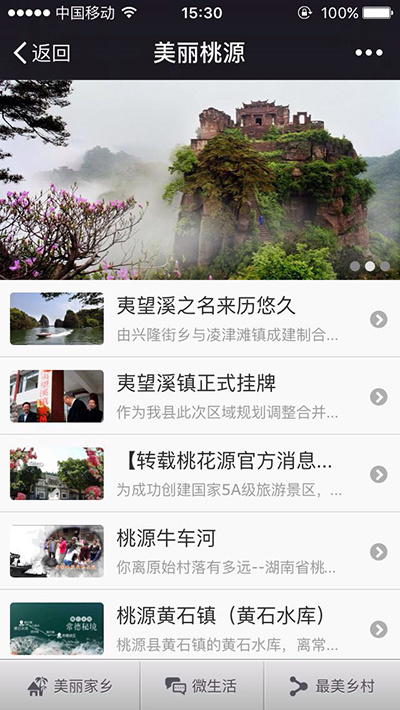 中国移动
15:30
100%
返回
美丽桃源
夷望溪之名来历悠久
由兴隆街乡与凌津滩镇成建制合...
夷望溪镇正式挂牌
作为我县此次区域规划调整合并...
【转载桃花源官方消息...
为成功创建国家5A级旅游景区，...
桃源牛车河
你离原始村落有多远--湖南省桃...
桃源黄石镇（黄石水库）
桃源县黄石镇的黄石水库，离常...
常德秘境
美丽家乡
微生活
最美乡村